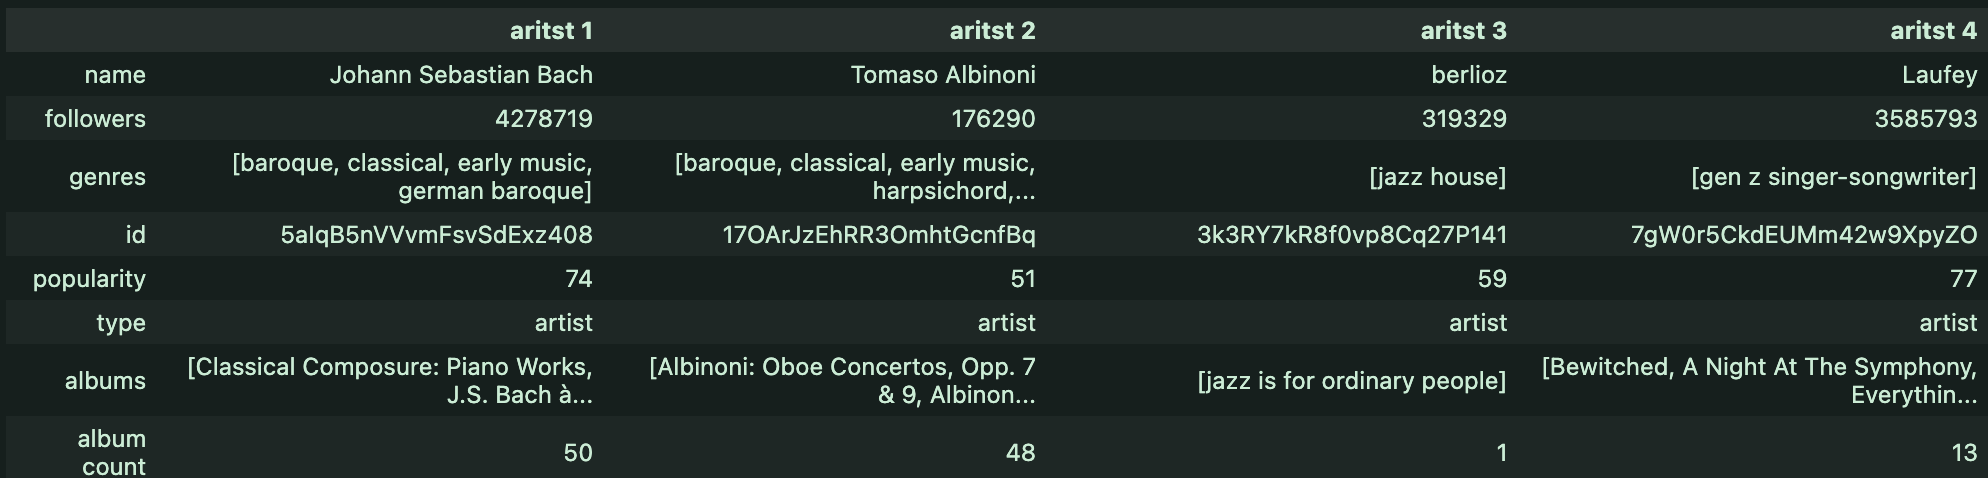 aritst 1 aritst 2 aritst 3 aritst 4
name Johann Sebastian Bach Tomaso Albinoni berlioz Laufey
followers 4278719 176290 319329 3585793
genres [baroque, classical, early music, german baroque] [baroque, classical, early music, harpsichord,... [jazz house] [gen z singer-songwriter]
id 5aIqB5nVVvmFsvSdExz408 17OArJzEhRR3OmhtGcnfBq 3k3RY7kR8f0vp8Cq27P141 7gW0r5CkdEUMm42w9XpyZO
popularity 74 51 59 77
type artist artist artist artist
albums [Classical Composure: Piano Works, J.S. Bach à... [Albinoni: Oboe Concertos, Opp. 7 & 9, Albinon... [jazz is for ordinary people] [Bewitched, A Night At The Symphony, Everythin...
album count 50 48 1 13